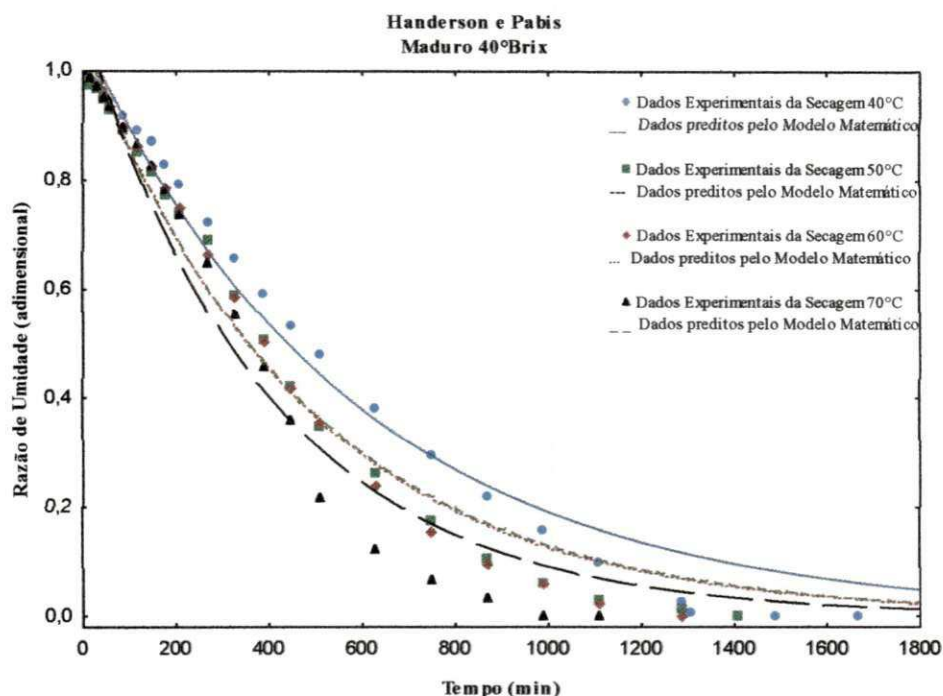 Handerson e Pabis
Maduro 40°Brix
Razão de Umidade (adimensional)
1,0
0,8
0,6
0,4
0,2
0,0
Dados Experimentais da Secagem 40°C
Dados preditos pelo Modelo Matemático
Dados Experimentais da Secagem 50°C
Dados preditos pelo Modelo Matemático
Dados Experimentais da Secagem 60°C
Dados preditos pelo Modelo Matemático
Dados Experimentais da Secagem 70°C
Dados preditos pelo Modelo Matemático
0 200 400 600 800 1000 1200 1400 1600 1800
Tempo (min)